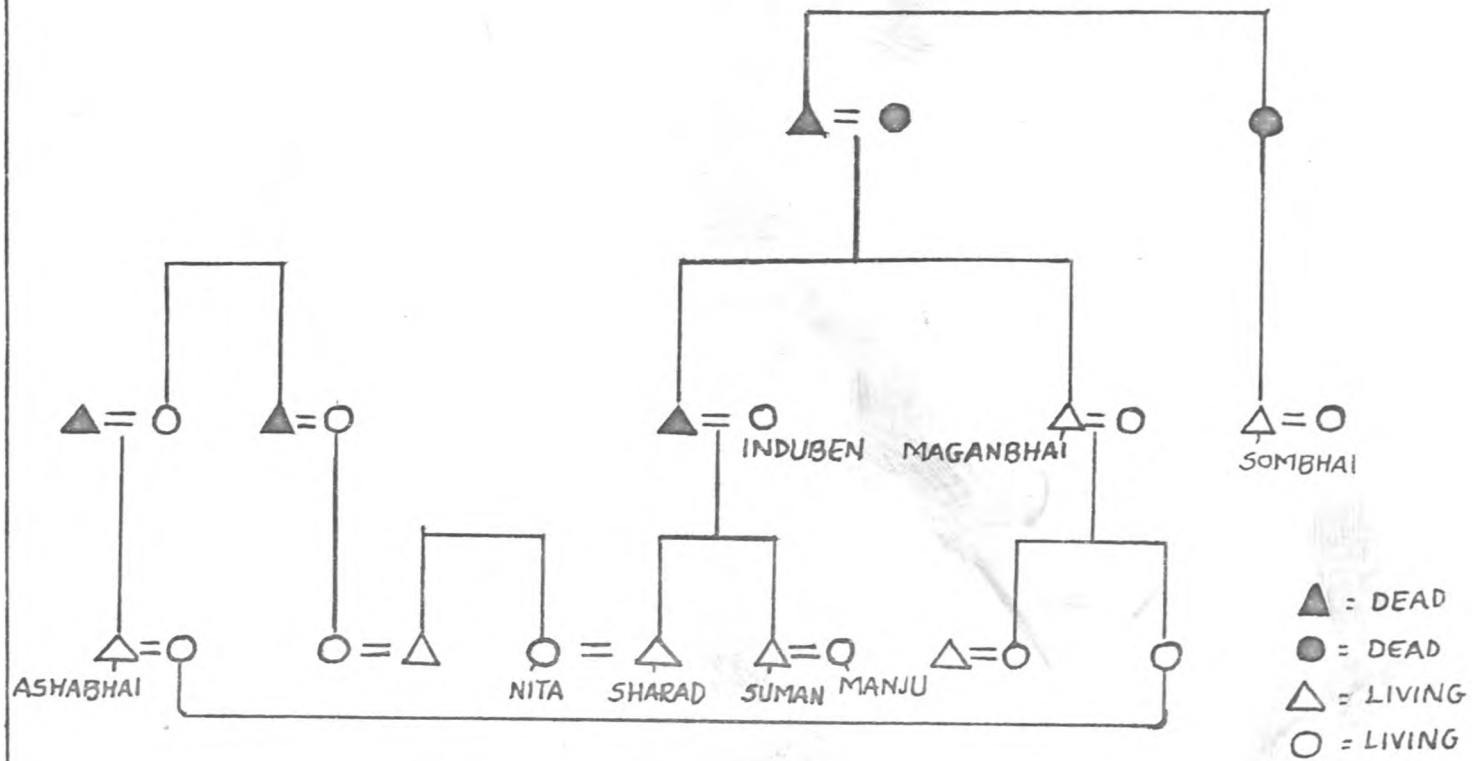 INDUBEN MAGANBHAI
SOMBHAI
ASHABHAI
NITA SHARAD SUMAN MANJU
▲ = DEAD
● = DEAD
△ = LIVING
○ = LIVING